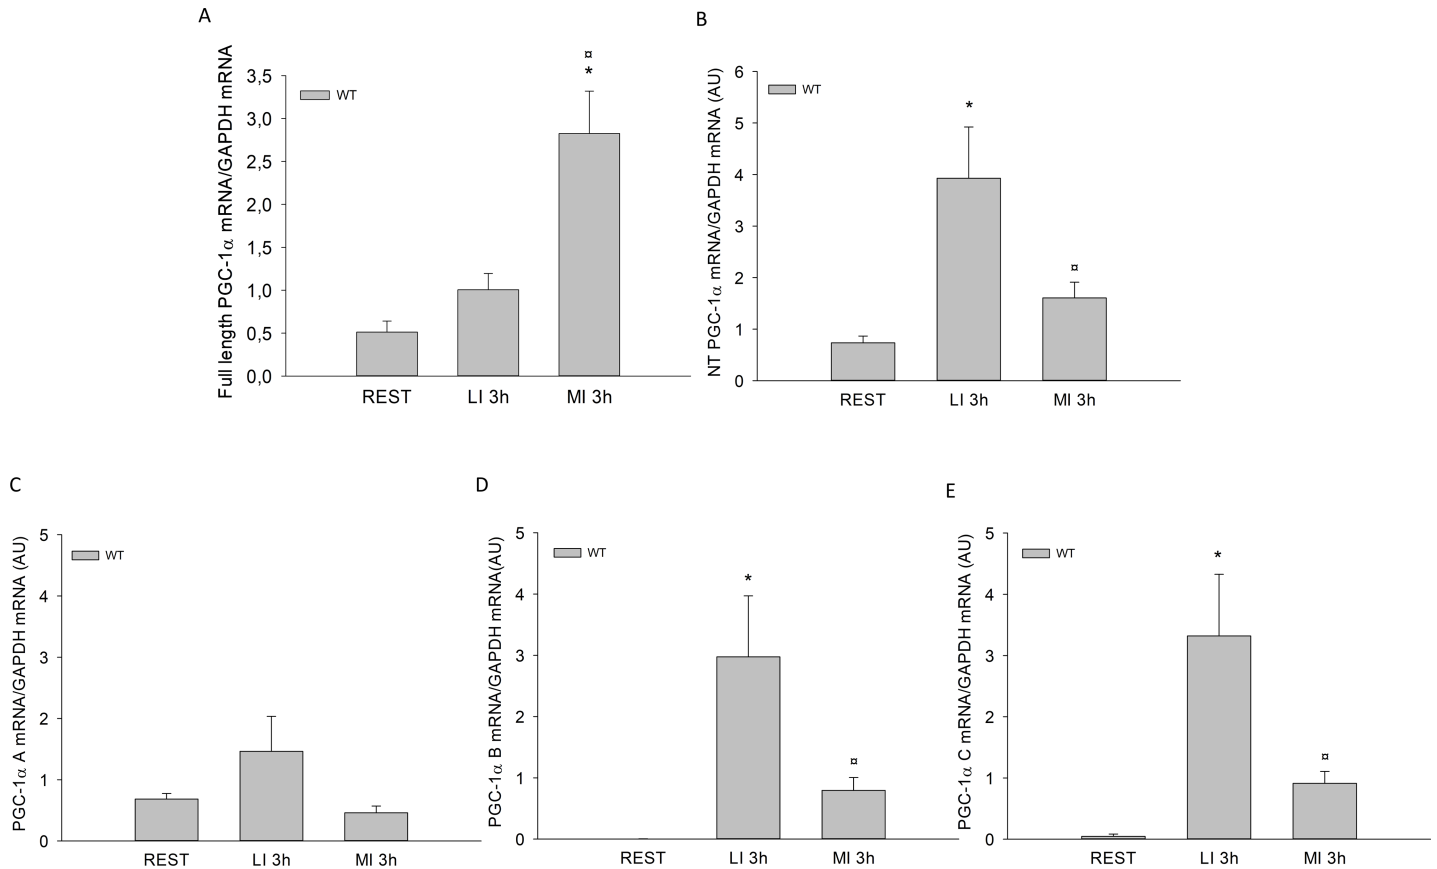 A
Full length PGC-1α mRNA/GAPDH mRNA
3,5
3,0
2,5
2,0
1,5
1,0
0,5
0,0
WT
¤
*
REST LI 3h MI 3h
B
NT PGC-1α mRNA/GAPDH mRNA (AU)
6
5
4
3
2
1
0
WT
*
¤
REST LI 3h MI 3h
C
PGC-1α A mRNA/GAPDH mRNA (AU)
5
4
3
2
1
0
WT
REST LI 3h MI 3h
D
PGC-1α B mRNA/GAPDH mRNA(AU)
5
4
3
2
1
0
WT
*
¤
REST LI 3h MI 3h
E
PGC-1α C mRNA/GAPDH mRNA (AU)
5
4
3
2
1
0
WT
*
¤
REST LI 3h MI 3h